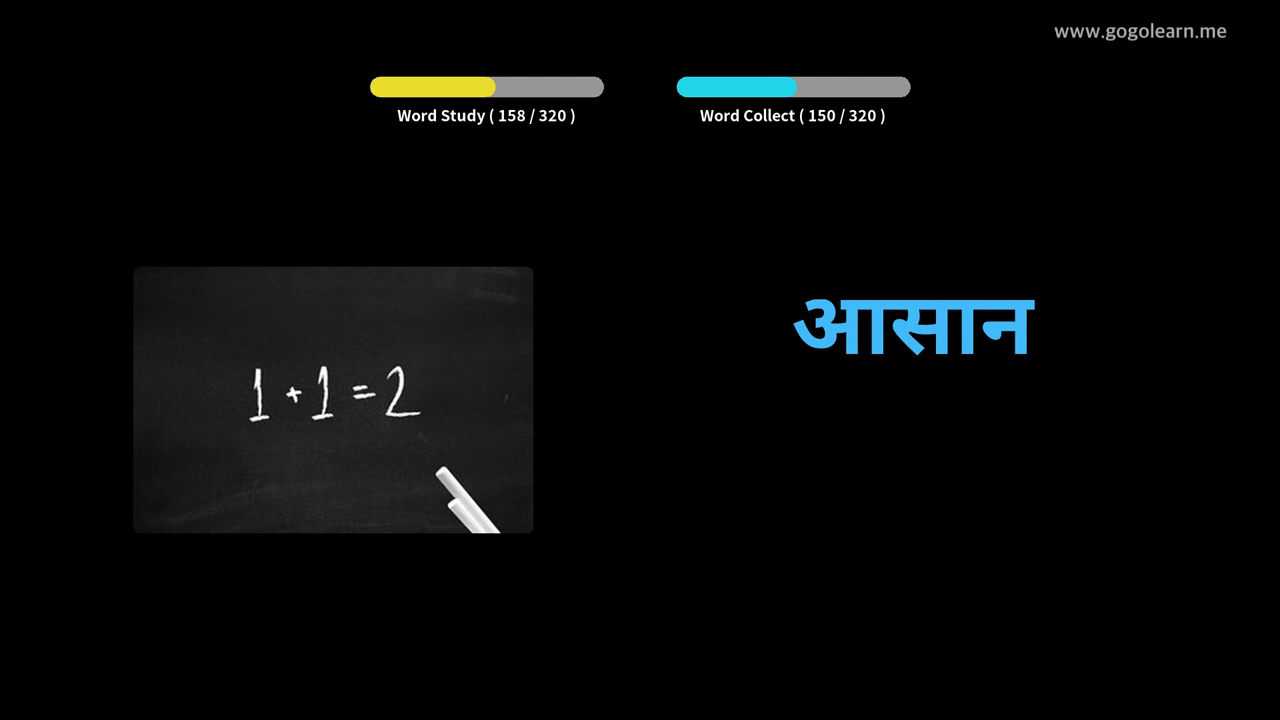 www.gogolearn.me
Word Study ( 158 / 320 )
Word Collect ( 150 / 320 )
1 + 1 = 2
आसान